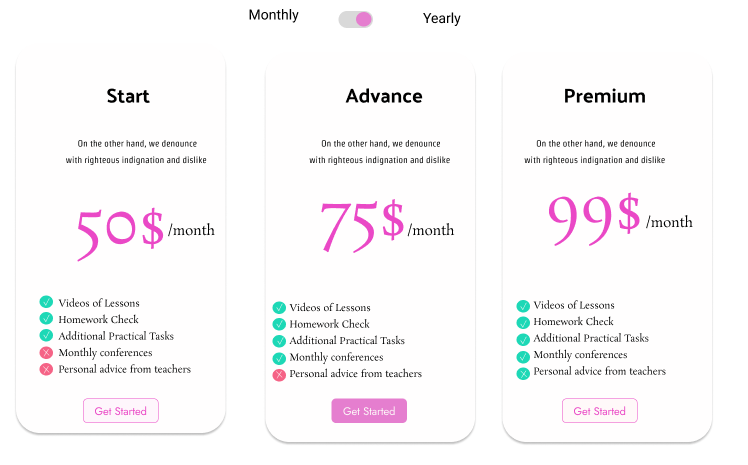 Monthly
Yearly
Start
On the other hand, we denounce
with righteous indignation and dislike
50$ /month
Videos of Lessons
Homework Check
Additional Practical Tasks
Monthly conferences
Personal advice from teachers
Get Started
Advance
On the other hand, we denounce
with righteous indignation and dislike
75$ /month
Videos of Lessons
Homework Check
Additional Practical Tasks
Monthly conferences
Personal advice from teachers
Get Started
Premium
On the other hand, we denounce
with righteous indignation and dislike
99$ /month
Videos of Lessons
Homework Check
Additional Practical Tasks
Monthly conferences
Personal advice from teachers
Get Started